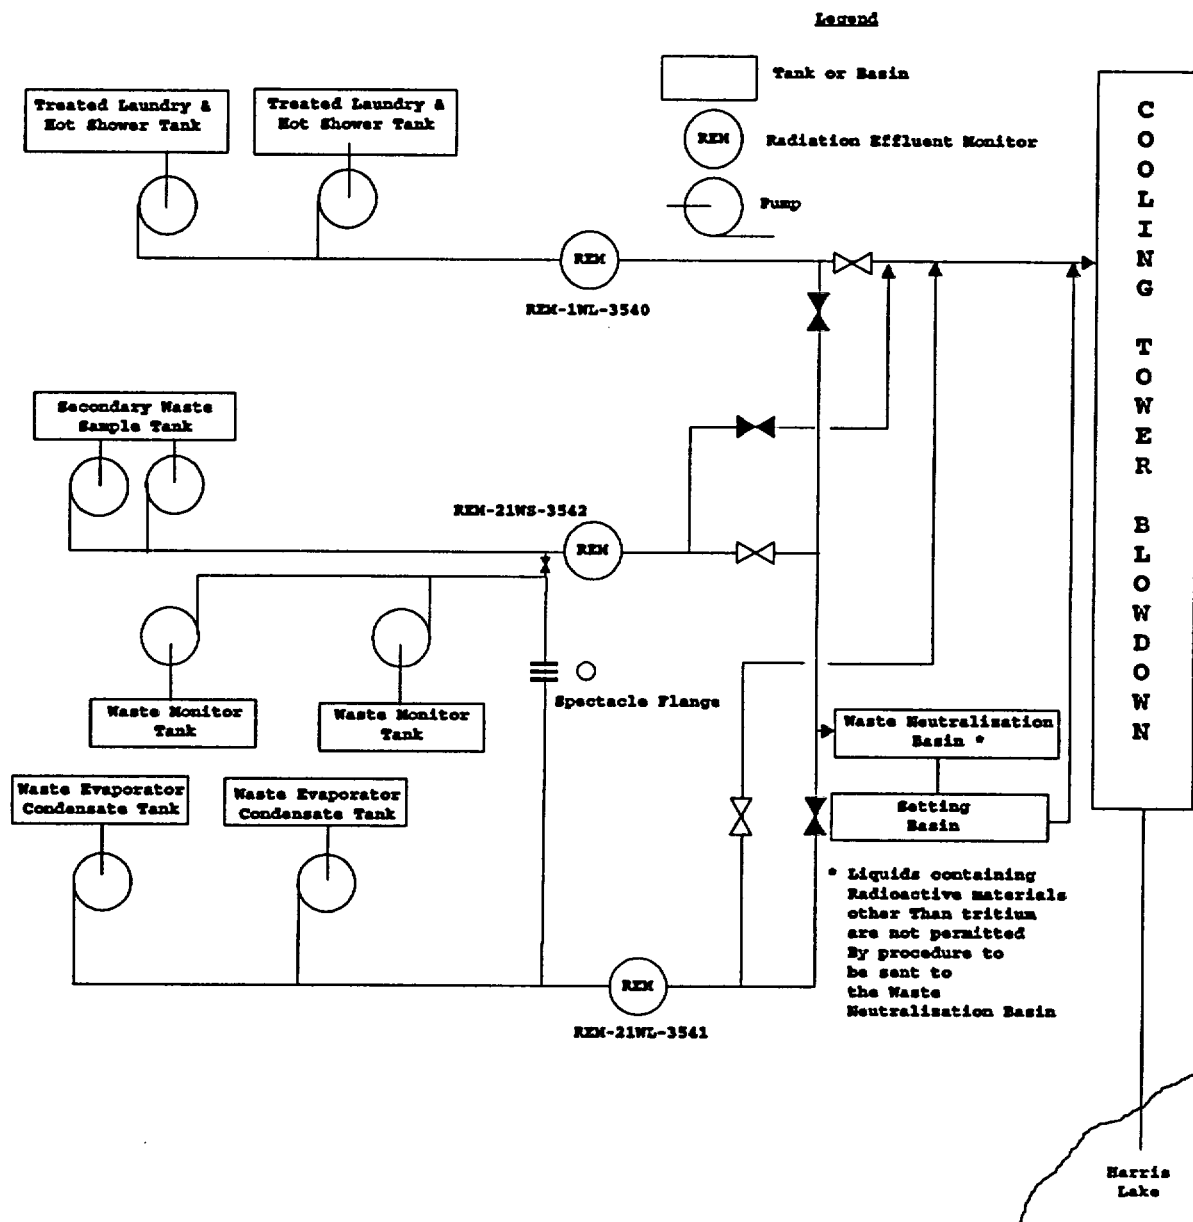 Legend
Tank or Basin
REM
Radiation Effluent Monitor
Pump
Treated Laundry &
Hot Shower Tank
Treated Laundry &
Hot Shower Tank
REM
REM-1WL-3540
Secondary Waste
Sample Tank
REM-21WS-3542
REM
Spectacle Flange
Waste Monitor
Tank
Waste Monitor
Tank
Waste Neutralization
Basin *
Waste Evaporator
Condensate Tank
Waste Evaporator
Condensate Tank
Setting
Basin
* Liquids containing
Radioactive materials
other Than tritium
are not permitted
By procedure to
be sent to
the Waste
Neutralization Basin
REM
REM-21WL-3541
COOLING TOWER BLOWDOWN
Harris
Lake